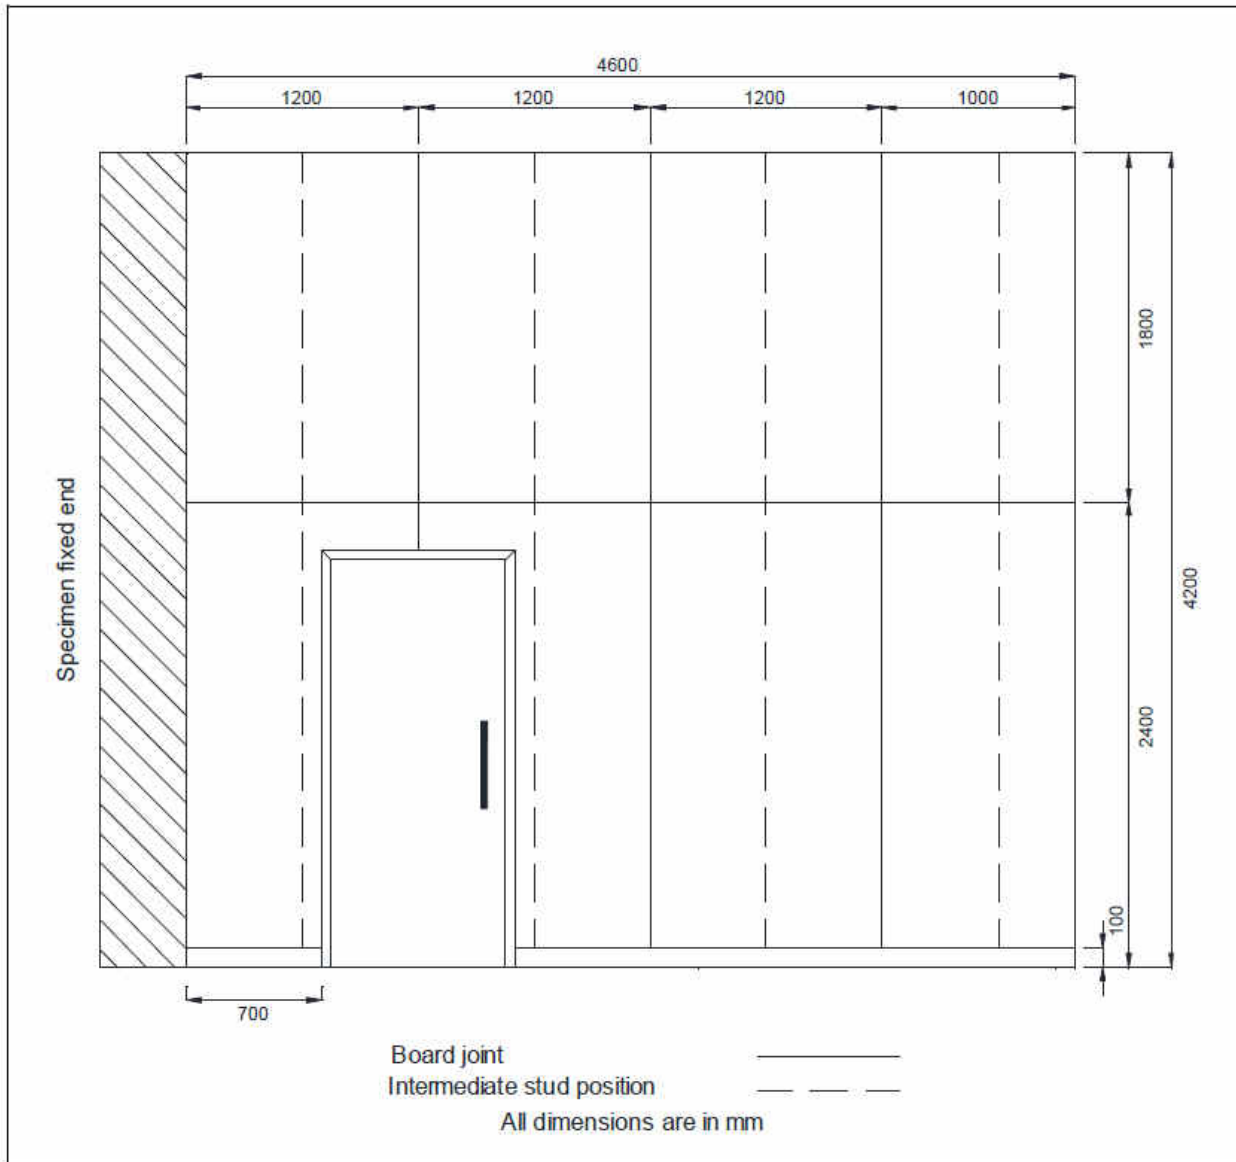 4600
1200
1200
1200
1000
1800
Specimen fixed end
4200
2400
100
700
Board joint
Intermediate stud position
All dimensions are in mm